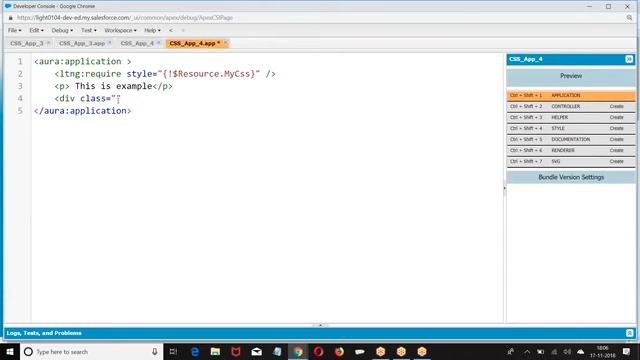 Developer Console - Google Chrome
https://light0104-dev-ed.my.salesforce.com/_ui/common/apex/debug/ApexCSIPage
File Edit Debug Test Workspace Help < >
CSS_App_3 CSS_App_3.app CSS_App_4 CSS_App_4.app *
1 <aura:application >
2 <ltng:require style="{!$Resource.MyCss}" />
3 <p> This is example</p>
4 <div class="
5 </aura:application>
CSS_App_4
Preview
Ctrl + Shift + 1 APPLICATION
Ctrl + Shift + 2 CONTROLLER Create
Ctrl + Shift + 3 HELPER Create
Ctrl + Shift + 4 STYLE Create
Ctrl + Shift + 5 DOCUMENTATION Create
Ctrl + Shift + 6 RENDERER Create
Ctrl + Shift + 7 SVG Create
Bundle Version Settings
Logs, Tests, and Problems
Type here to search
18:06
17-11-2018